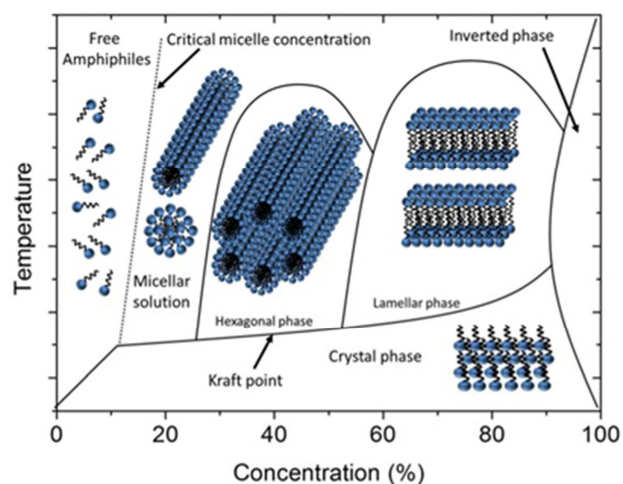 Free
Amphiphiles
Critical micelle concentration
Inverted phase
Micellar
solution
Hexagonal phase
Lamellar phase
Kraft point
Crystal phase
Temperature
0
20
40
60
80
100
Concentration (%)